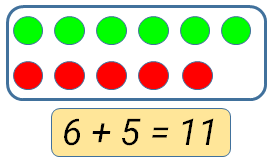 6 + 5 = 11